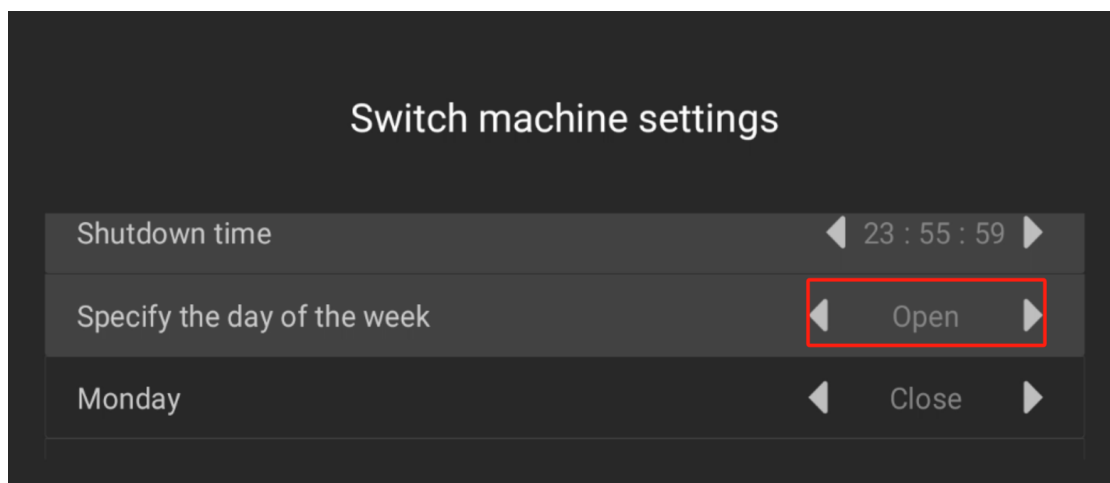 Switch machine settings
Shutdown time 23 : 55 : 59
Specify the day of the week Open
Monday Close